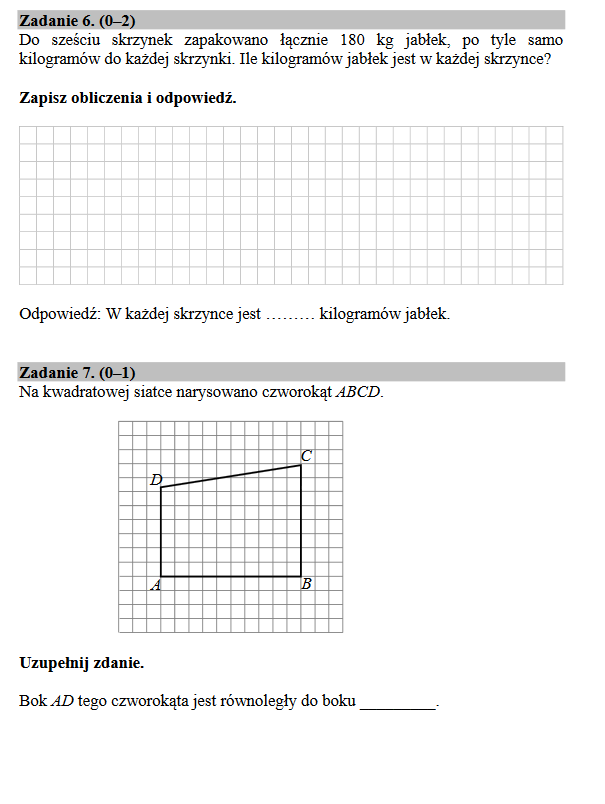 Zadanie 6. (0–2)
Do sześciu skrzynek zapakowano łącznie 180 kg jabłek, po tyle samo
kilogramów do każdej skrzynki. Ile kilogramów jabłek jest w każdej skrzynce?
Zapisz obliczenia i odpowiedź.
Odpowiedź: W każdej skrzynce jest ……… kilogramów jabłek.
Zadanie 7. (0–1)
Na kwadratowej siatce narysowano czworokąt ABCD.
C
D
A
B
Uzupełnij zdanie.
Bok AD tego czworokąta jest równoległy do boku _________.